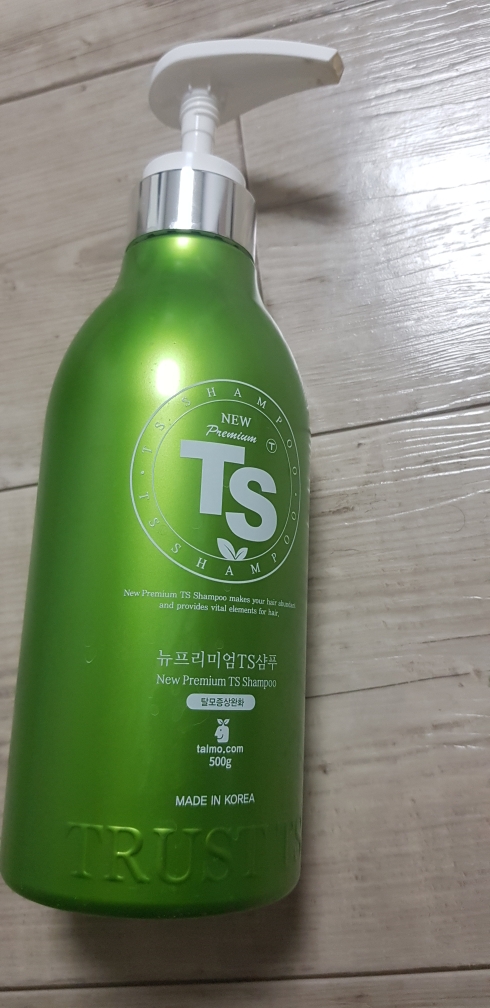 TS SHAMPOO · TS SHAMPOO ·
NEW
Premium
T
TS
New Premium TS Shampoo makes your hair abundant
and provides vital elements for hair.
뉴프리미엄TS샴푸
New Premium TS Shampoo
탈모증상완화
talmo.com
500g
MADE IN KOREA
TRUST TS